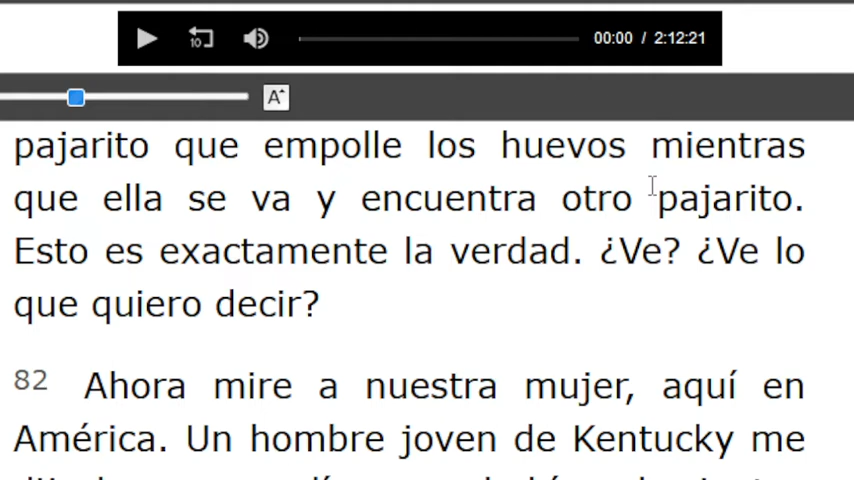 10
00:00 / 2:12:21
A
pajarito que empolle los huevos mientras
que ella se va y encuentra otro pajarito.
Esto es exactamente la verdad. ¿Ve? ¿Ve lo
que quiero decir?
82 Ahora mire a nuestra mujer, aquí en
América. Un hombre joven de Kentucky me